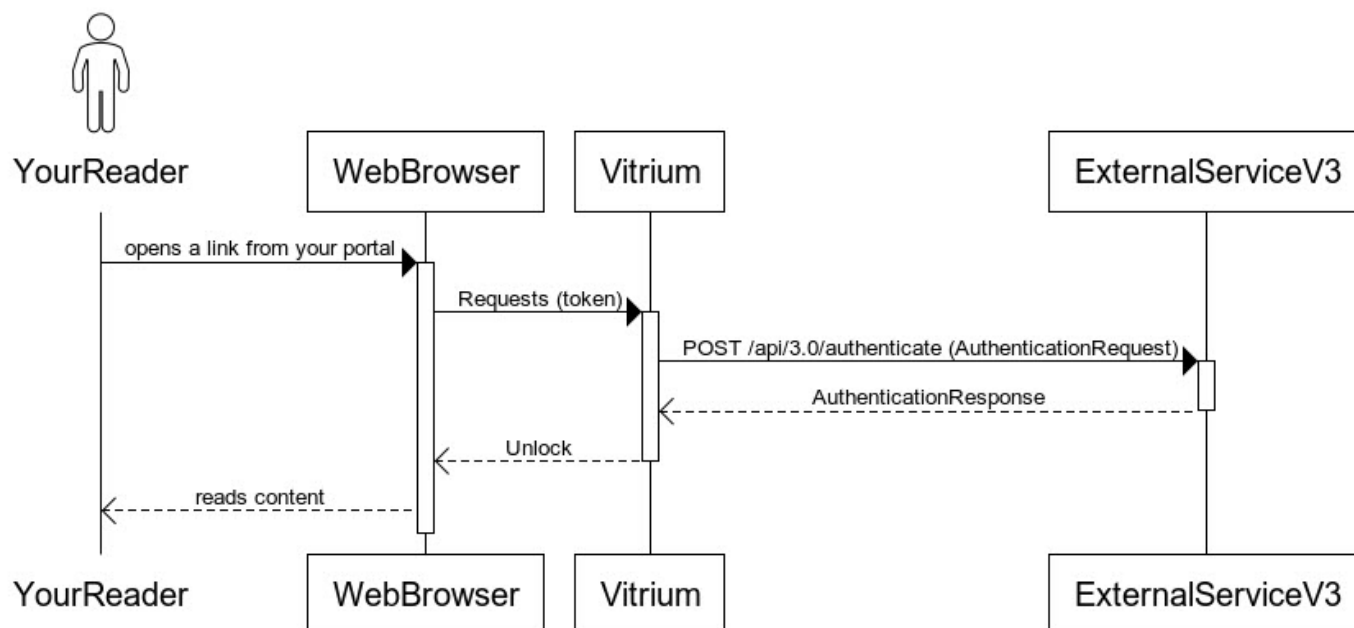 YourReader
WebBrowser
Vitrium
ExternalServiceV3
opens a link from your portal
Requests (token)
POST /api/3.0/authenticate (AuthenticationRequest)
AuthenticationResponse
Unlock
reads content
YourReader
WebBrowser
Vitrium
ExternalServiceV3